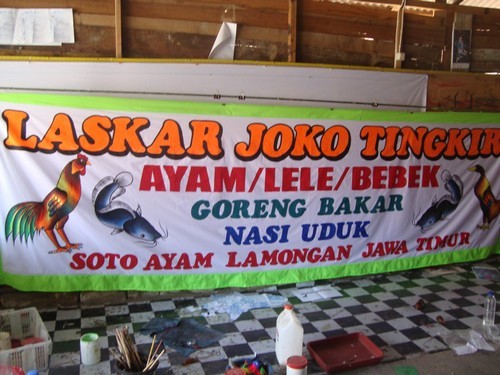 LASKAR JOKO TINGKIR
AYAM/LELE/BEBEK
GORENG BAKAR
NASI UDUK
SOTO AYAM LAMONGAN JAWA TIMUR